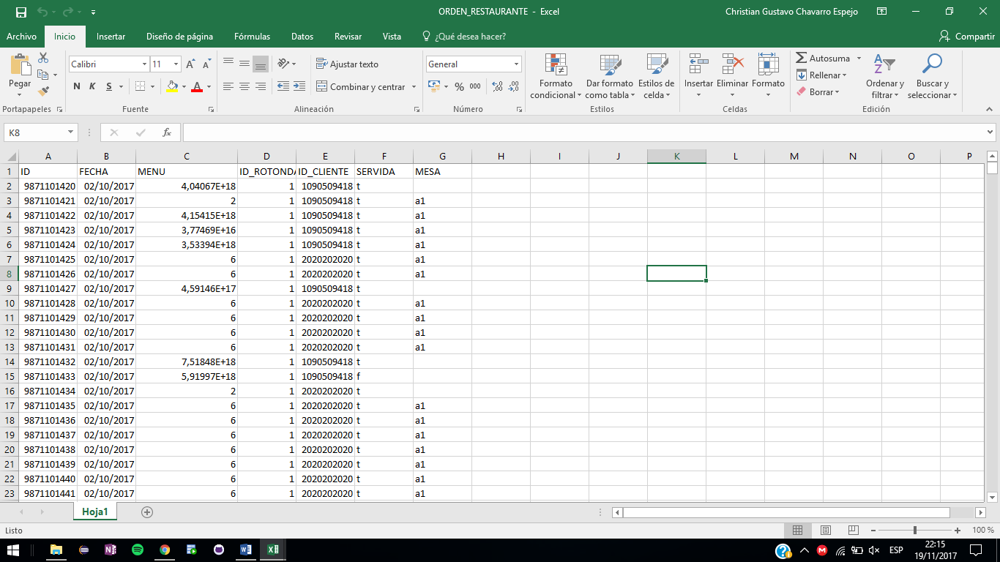 ORDEN_RESTAURANTE - Excel
Christian Gustavo Chavarro Espejo
Archivo Inicio Insertar Diseño de página Fórmulas Datos Revisar Vista ¿Qué desea hacer? Compartir
Pegar
Calibri 11
N K S
A A
Ajustar texto
Combinar y centrar
General
% 000
Formato condicional
Dar formato como tabla
Estilos de celda
Insertar Eliminar Formato
Autosuma
Rellenar
Borrar
Ordenar y filtrar
Buscar y seleccionar
Portapapeles Fuente Alineación Número Estilos Celdas Edición
K8 fx
A B C D E F G H I J K L M N O P
1 ID FECHA MENU ID_ROTONDA ID_CLIENTE SERVIDA MESA
2 9871101420 02/10/2017 4,04067E+18 1 1090509418 t
3 9871101421 02/10/2017 2 1 1090509418 t a1
4 9871101422 02/10/2017 4,15415E+18 1 1090509418 t a1
5 9871101423 02/10/2017 3,77469E+16 1 1090509418 t a1
6 9871101424 02/10/2017 3,53394E+18 1 1090509418 t a1
7 9871101425 02/10/2017 6 1 2020202020 t a1
8 9871101426 02/10/2017 6 1 2020202020 t a1
9 9871101427 02/10/2017 4,59146E+17 1 1090509418 t
10 9871101428 02/10/2017 6 1 2020202020 t a1
11 9871101429 02/10/2017 6 1 2020202020 t a1
12 9871101430 02/10/2017 6 1 2020202020 t a1
13 9871101431 02/10/2017 6 1 2020202020 t a1
14 9871101432 02/10/2017 7,51848E+18 1 1090509418 t
15 9871101433 02/10/2017 5,91997E+18 1 1090509418 f
16 9871101434 02/10/2017 2 1 2020202020 t
17 9871101435 02/10/2017 6 1 2020202020 t a1
18 9871101436 02/10/2017 6 1 2020202020 t a1
19 9871101437 02/10/2017 6 1 2020202020 t a1
20 9871101438 02/10/2017 6 1 2020202020 t a1
21 9871101439 02/10/2017 6 1 2020202020 t a1
22 9871101440 02/10/2017 6 1 2020202020 t a1
23 9871101441 02/10/2017 6 1 2020202020 t a1
Hoja1
Listo
100 %
ESP
22:15
19/11/2017